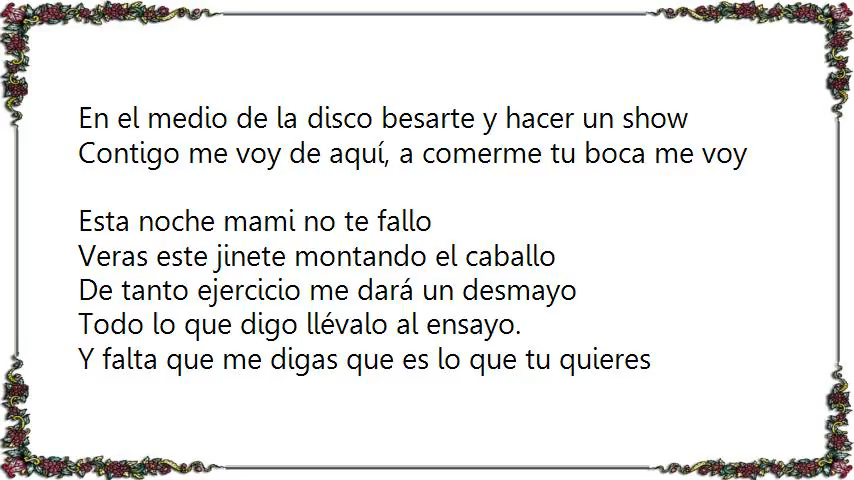 En el medio de la disco besarte y hacer un show
Contigo me voy de aquí, a comerme tu boca me voy
Esta noche mami no te fallo
Veras este jinete montando el caballo
De tanto ejercicio me dará un desmayo
Todo lo que digo llévalo al ensayo.
Y falta que me digas que es lo que tu quieres